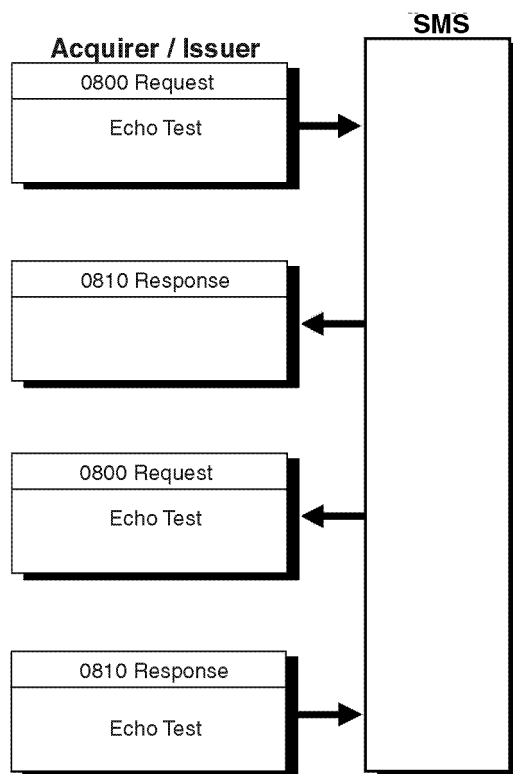 SMS
Acquirer / Issuer
0800 Request
Echo Test
0810 Response
0800 Request
Echo Test
0810 Response
Echo Test